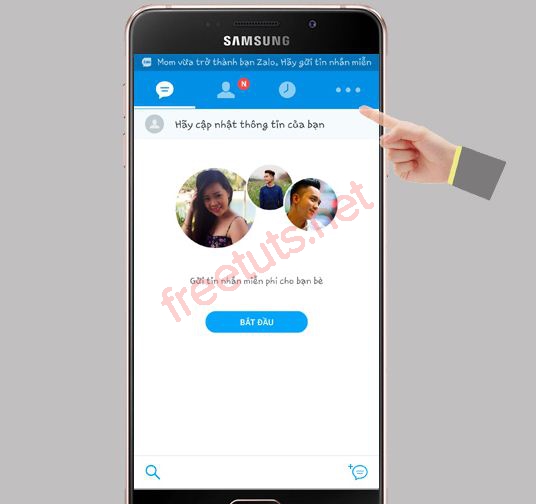 SAMSUNG
Mom vừa trở thành bạn Zalo, Hãy gửi tin nhắn miễn
N
Hãy cập nhật thông tin của bạn
freetuts.net
Gửi tin nhắn miễn phí cho bạn bè
BẮT ĐẦU